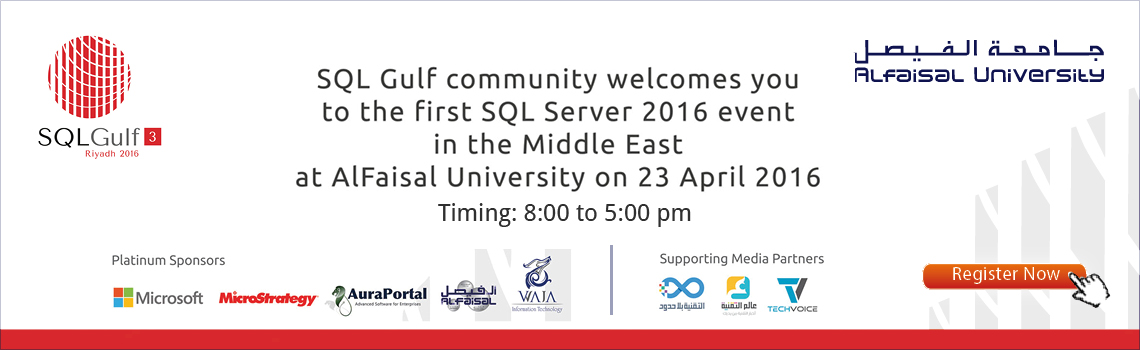 SQLGulf 3
Riyadh 2016
SQL Gulf community welcomes you
to the first SQL Server 2016 event
in the Middle East
at AlFaisal University on 23 April 2016
Timing: 8:00 to 5:00 pm
جامعة الفيصل
Alfaisal University
Platinum Sponsors
Microsoft
MicroStrategy
AuraPortal
Advanced Software for Enterprises
الفيصل
ALFAISAL
WAJA
Information Technology
Supporting Media Partners
التقنية بلا حدود
عالم التقنية
TECHVOICE
Register Now